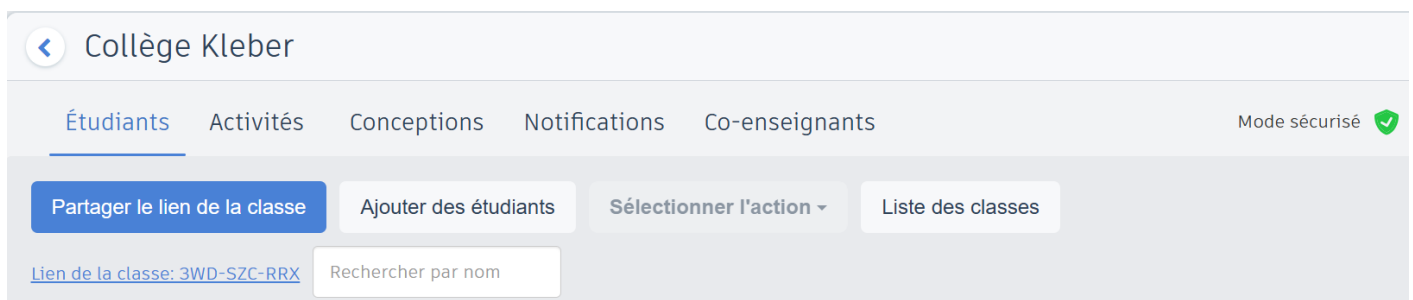 Collège Kleber
Étudiants Activités Conceptions Notifications Co-enseignants Mode sécurisé
Partager le lien de la classe Ajouter des étudiants Sélectionner l'action Liste des classes
Lien de la classe: 3WD-SZC-RRX Rechercher par nom